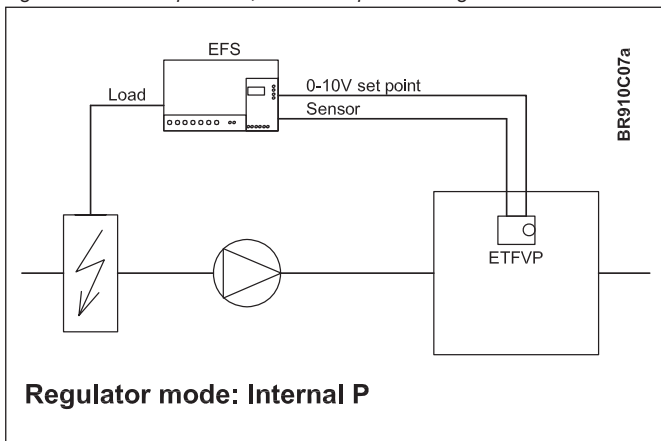 EFS
Load
0-10V set point
Sensor
BR910C07a
ETFVP
Regulator mode: Internal P